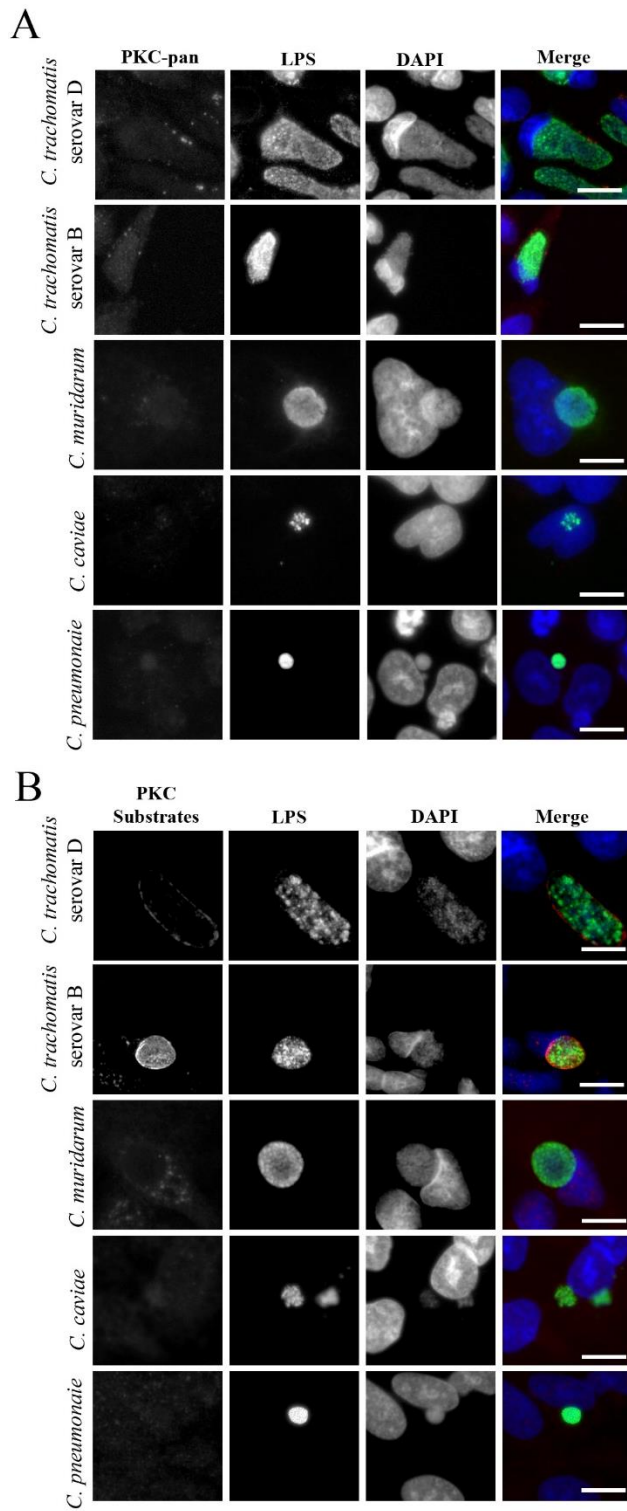 A
PKC-pan LPS DAPI Merge
C. trachomatis
serovar D
C. trachomatis
serovar B
C. muridarum
C. caviae
C. pneumonaie
B
PKC
Substrates LPS DAPI Merge
C. trachomatis
serovar D
C. trachomatis
serovar B
C. muridarum
C. caviae
C. pneumonaie